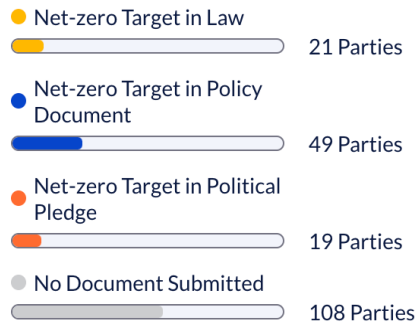 Net-zero Target in Law
21 Parties
Net-zero Target in Policy
Document
49 Parties
Net-zero Target in Political
Pledge
19 Parties
No Document Submitted
108 Parties